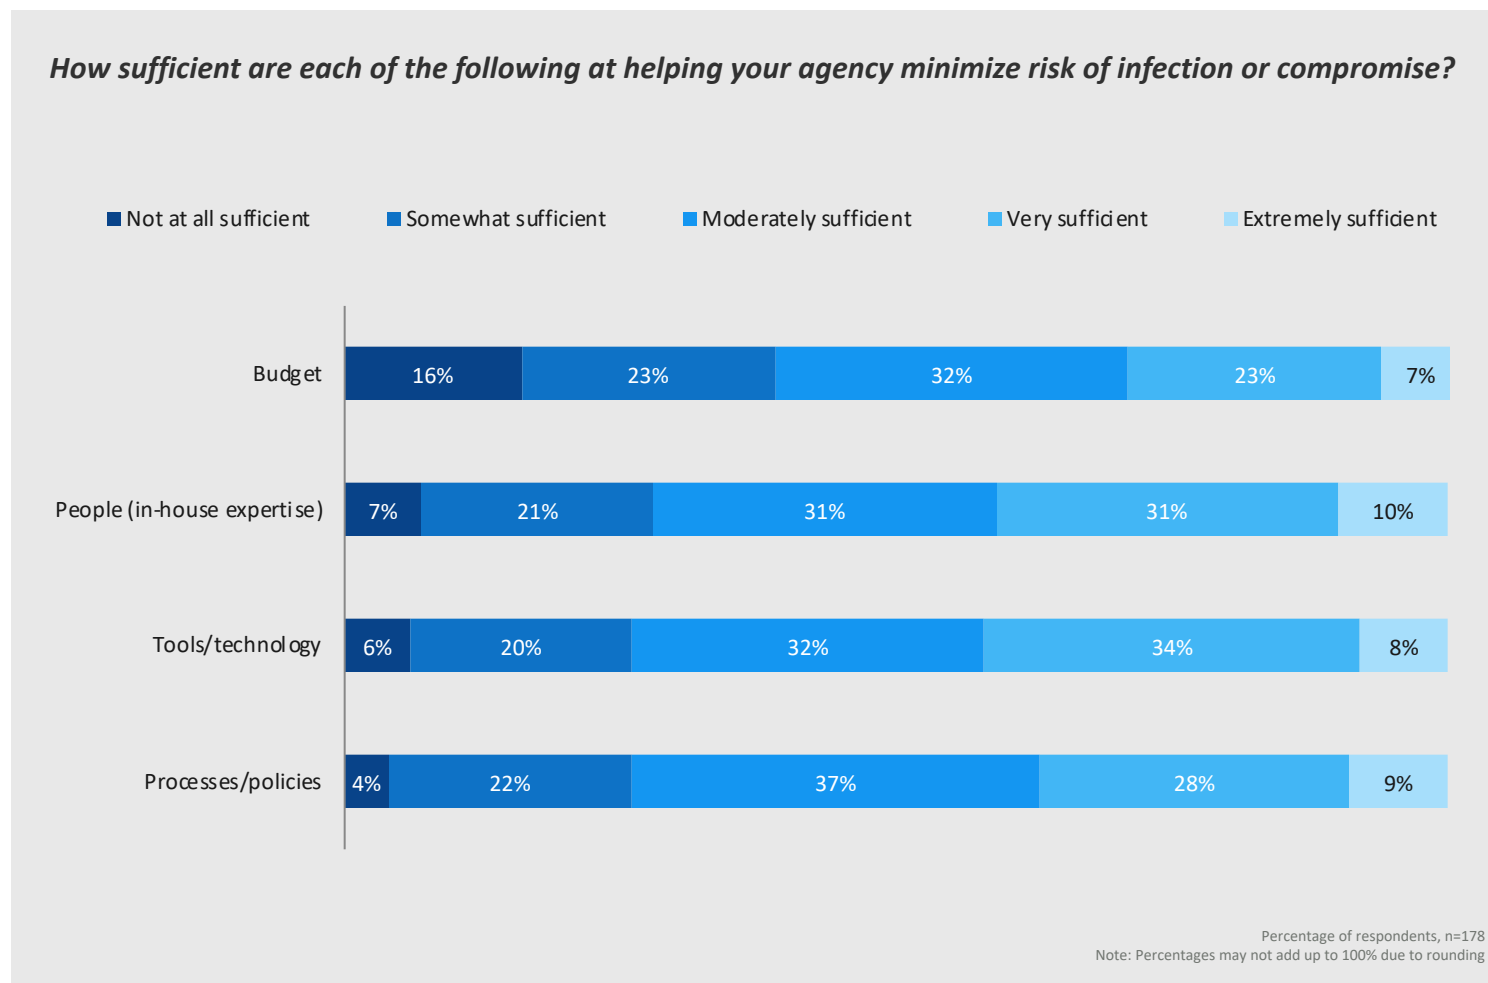 How sufficient are each of the following at helping your agency minimize risk of infection or compromise?
Not at all sufficient Somewhat sufficient Moderately sufficient Very sufficient Extremely sufficient
Budget 16% 23% 32% 23% 7%
People (in-house expertise) 7% 21% 31% 31% 10%
Tools/technology 6% 20% 32% 34% 8%
Processes/policies 4% 22% 37% 28% 9%
Percentage of respondents, n=178
Note: Percentages may not add up to 100% due to rounding